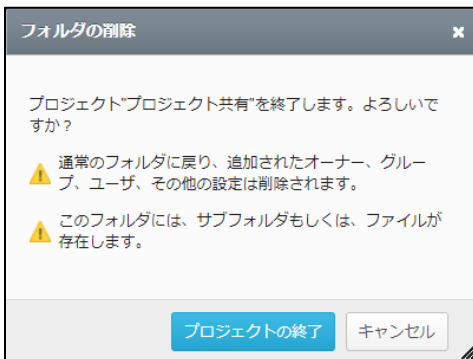 フォルダの削除
プロジェクト"プロジェクト共有"を終了します。よろしいで
すか？
通常のフォルダに戻り、追加されたオーナー、グルー
プ、ユーザ、その他の設定は削除されます。
このフォルダには、サブフォルダもしくは、ファイルが
存在します。
プロジェクトの終了
キャンセル